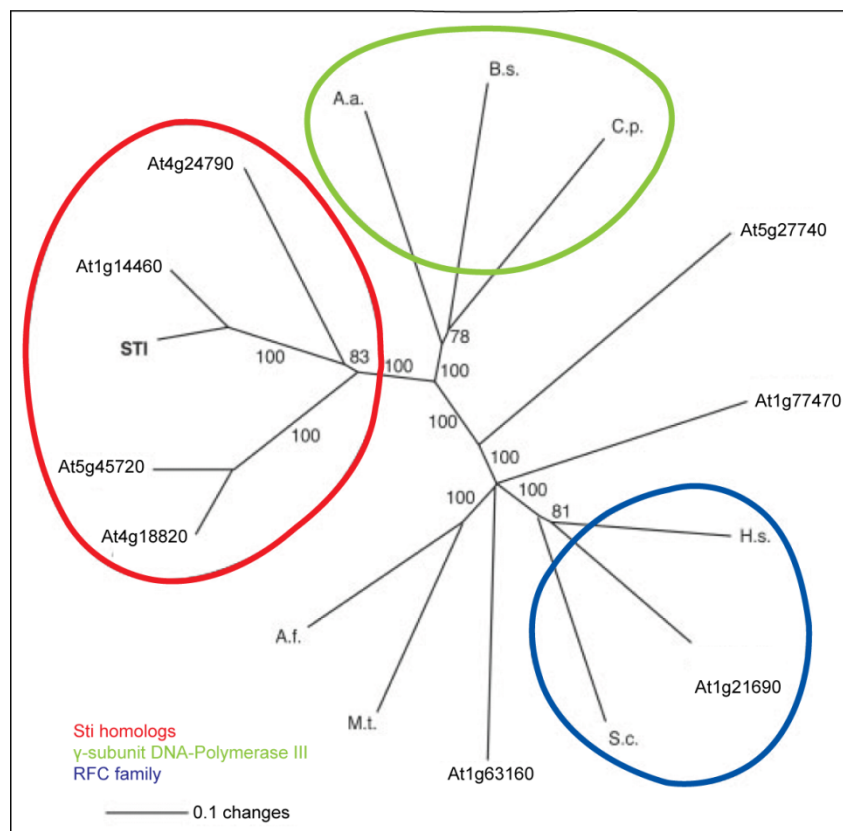 B.s.
A.a.
C.p.
At4g24790
At5g27740
At1g14460
STI
100
83
100
78
100
100
100
At1g77470
At5g45720
100
100
100
81
At4g18820
H.s.
A.f.
At1g21690
M.t.
S.c.
At1g63160
Sti homologs
γ-subunit DNA-Polymerase III
RFC family
0.1 changes